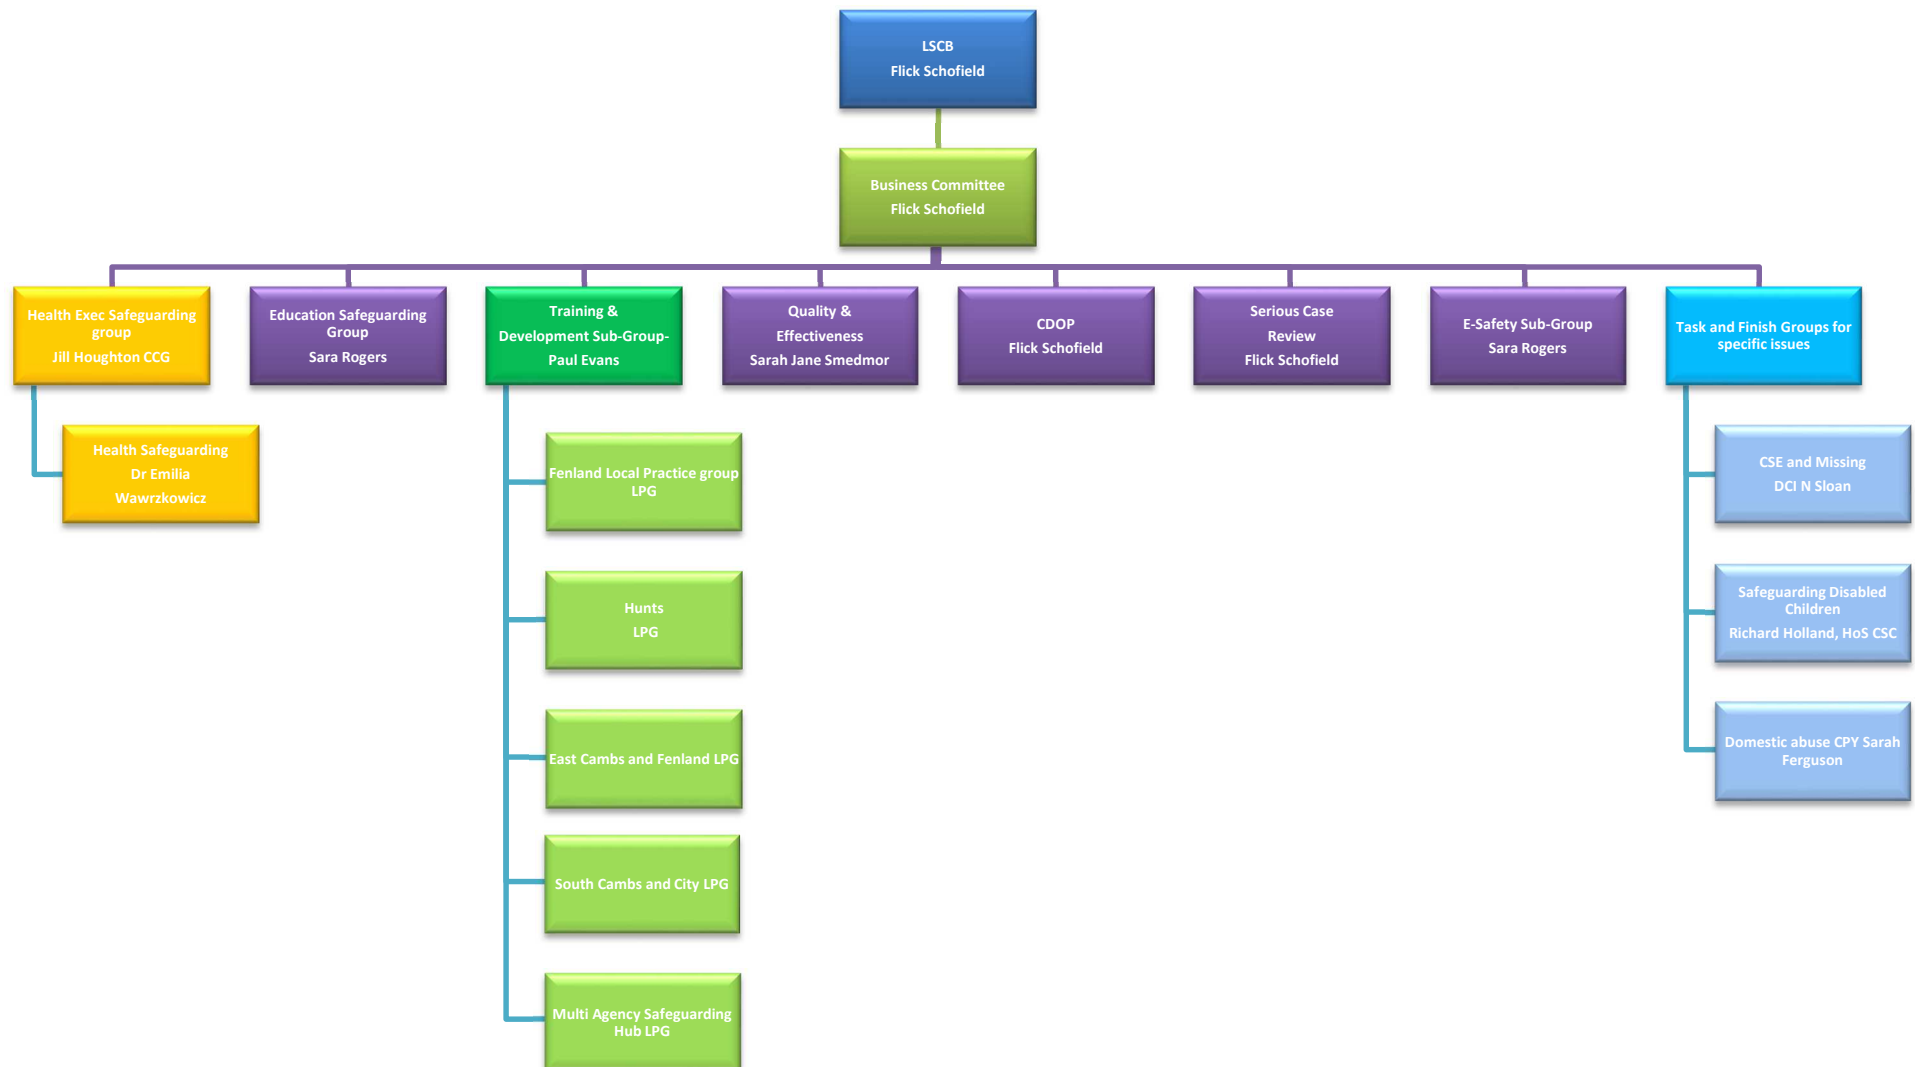 LSCB
Flick Schofield
Business Committee
Flick Schofield
Health Exec Safeguarding
group
Jill Houghton CCG
Education Safeguarding
Group
Sara Rogers
Training &
Development Sub-Group-
Paul Evans
Quality &
Effectiveness
Sarah Jane Smedmor
CDOP
Flick Schofield
Serious Case
Review
Flick Schofield
E-Safety Sub-Group
Sara Rogers
Task and Finish Groups for
specific issues
Health Safeguarding
Dr Emilia
Wawrzkowicz
Fenland Local Practice group
LPG
Hunts
LPG
East Cambs and Fenland LPG
South Cambs and City LPG
Multi Agency Safeguarding
Hub LPG
CSE and Missing
DCI N Sloan
Safeguarding Disabled
Children
Richard Holland, HoS CSC
Domestic abuse CPY Sarah
Ferguson